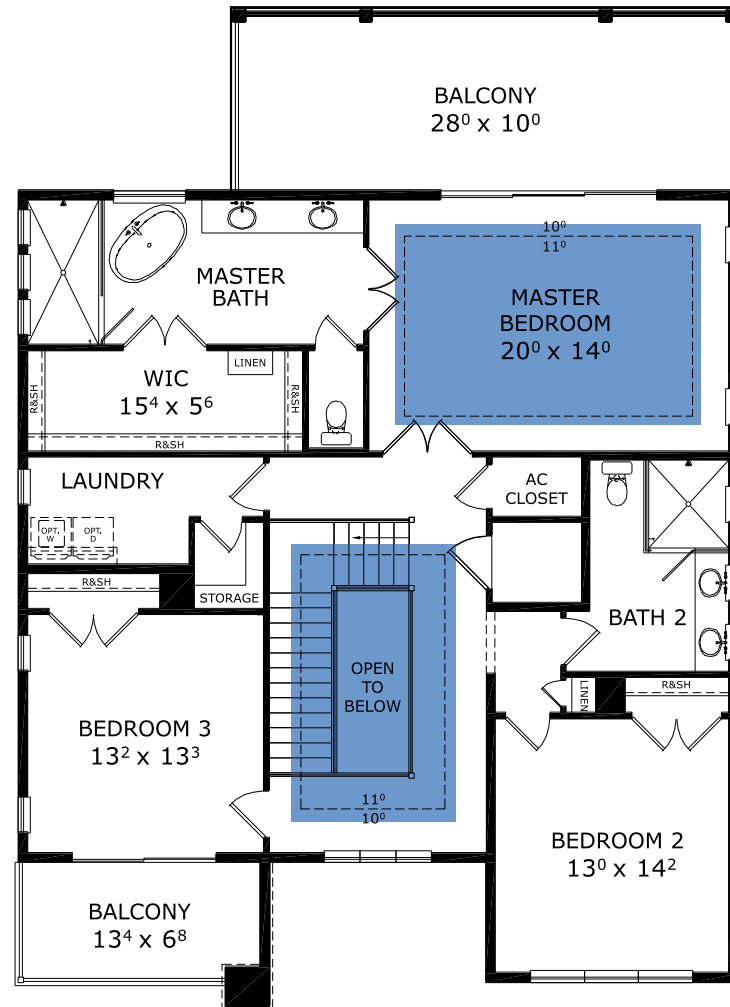 BALCONY
28⁰ x 10⁰
10⁰
11⁰
MASTER
BATH
MASTER
BEDROOM
20⁰ x 14⁰
LINEN
WIC
15⁴ x 5⁶
R&SH
R&SH
R&SH
LAUNDRY
AC
CLOSET
OPT.
W
OPT.
D
R&SH
STORAGE
BATH 2
OPEN
TO
BELOW
LINEN
R&SH
BEDROOM 3
13² x 13³
11⁰
10⁰
BEDROOM 2
13⁰ x 14²
BALCONY
13⁴ x 6⁸